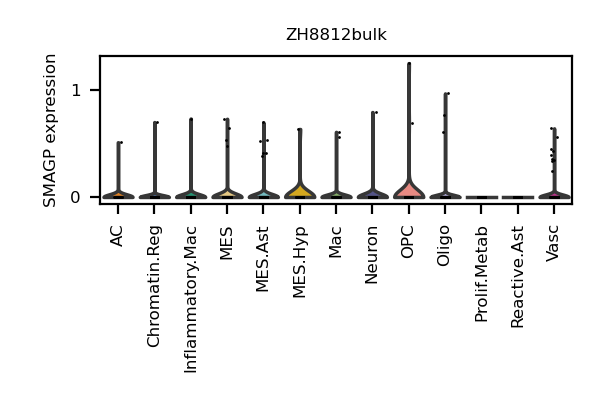 ZH8812bulk
SMAGP expression
1
0
AC
Chromatin.Reg
Inflammatory.Mac
MES
MES.Ast
MES.Hyp
Mac
Neuron
OPC
Oligo
Prolif.Metab
Reactive.Ast
Vasc